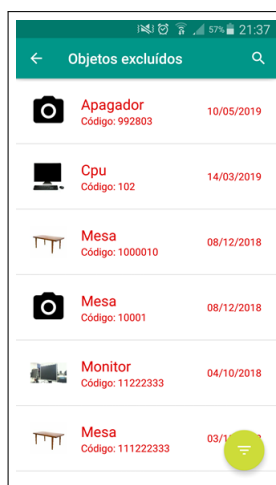 57% 21:37
Objetos excluídos
Apagador 10/05/2019
Código: 992803
Cpu 14/03/2019
Código: 102
Mesa 08/12/2018
Código: 1000010
Mesa 08/12/2018
Código: 10001
Monitor 04/10/2018
Código: 11222333
Mesa
Código: 111222333